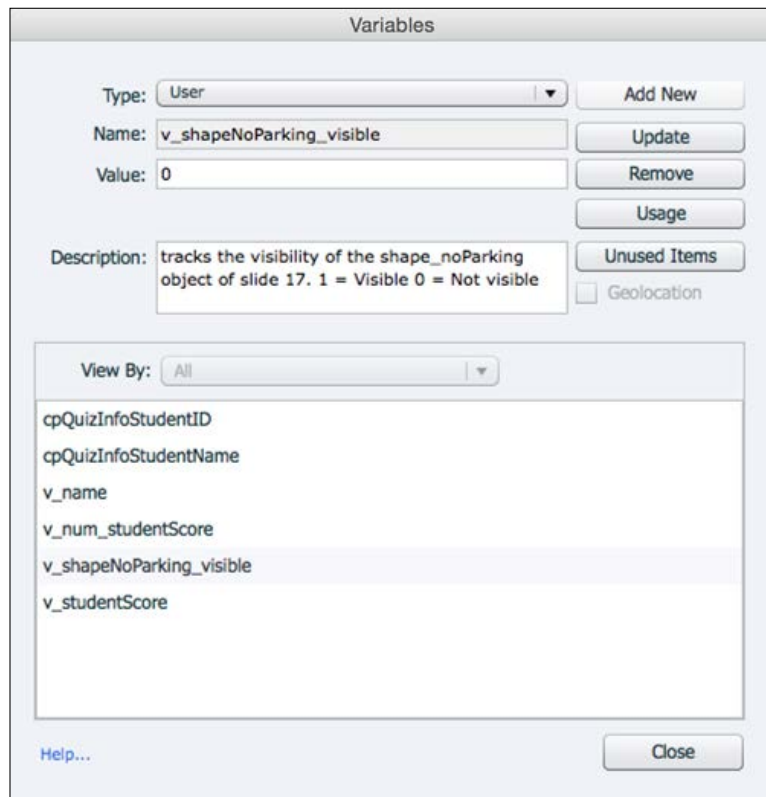 Variables
Type: User Add New
Name: v_shapeNoParking_visible Update
Value: 0 Remove
Usage
Description: tracks the visibility of the shape_noParking Unused Items
object of slide 17. 1 = Visible 0 = Not visible
Geolocation
View By: All
cpQuizInfoStudentID
cpQuizInfoStudentName
v_name
v_num_studentScore
v_shapeNoParking_visible
v_studentScore
Help... Close